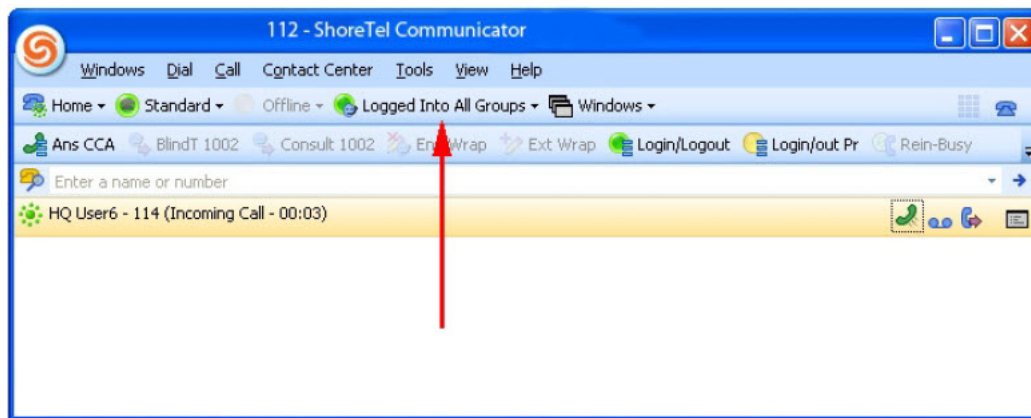 112 - ShoreTel Communicator
Windows Dial Call Contact Center Tools View Help
Home Standard Offline Logged Into All Groups Windows
Ans CCA BlindT 1002 Consult 1002 End Wrap Ext Wrap Login/Logout Login/out Pr Rein-Busy
Enter a name or number
HQ User6 - 114 (Incoming Call - 00:03)